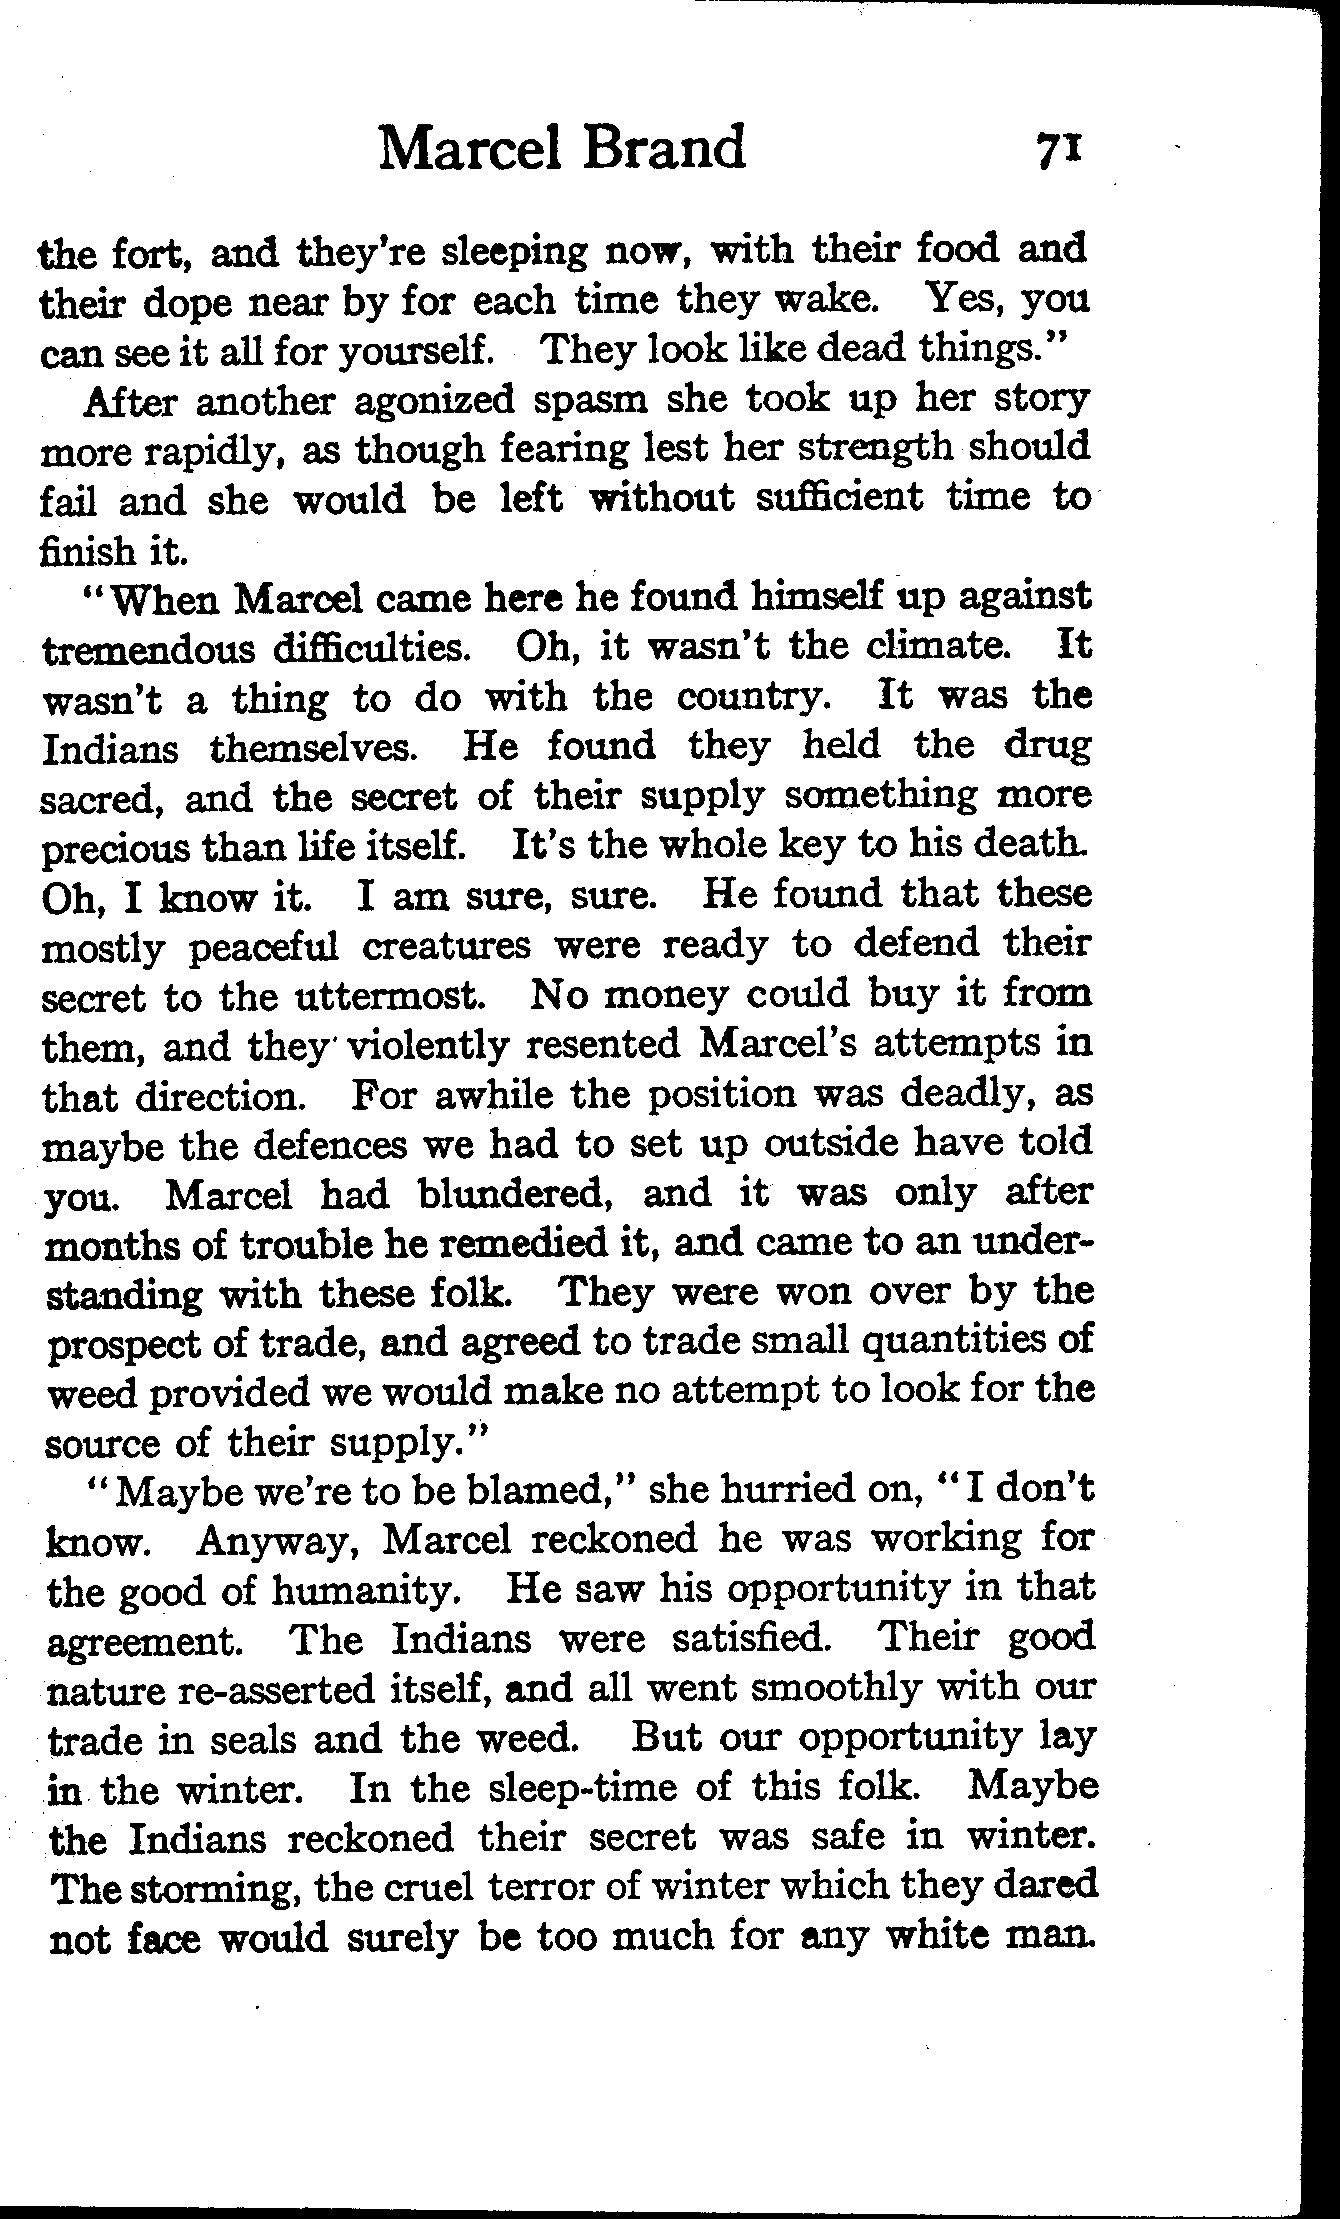 Marcel Brand 71
the fort, and they're sleeping now, with their food and
their dope near by for each time they wake. Yes, you
can see it all for yourself. They look like dead things."
After another agonized spasm she took up her story
more rapidly, as though fearing lest her strength should
fail and she would be left without sufficient time to
finish it.
"When Marcel came here he found himself up against
tremendous difficulties. Oh, it wasn't the climate. It
wasn't a thing to do with the country. It was the
Indians themselves. He found they held the drug
sacred, and the secret of their supply something more
precious than life itself. It's the whole key to his death.
Oh, I know it. I am sure, sure. He found that these
mostly peaceful creatures were ready to defend their
secret to the uttermost. No money could buy it from
them, and they violently resented Marcel's attempts in
that direction. For awhile the position was deadly, as
maybe the defences we had to set up outside have told
you. Marcel had blundered, and it was only after
months of trouble he remedied it, and came to an under-
standing with these folk. They were won over by the
prospect of trade, and agreed to trade small quantities of
weed provided we would make no attempt to look for the
source of their supply."
"Maybe we're to be blamed," she hurried on, "I don't
know. Anyway, Marcel reckoned he was working for
the good of humanity. He saw his opportunity in that
agreement. The Indians were satisfied. Their good
nature re-asserted itself, and all went smoothly with our
trade in seals and the weed. But our opportunity lay
in the winter. In the sleep-time of this folk. Maybe
the Indians reckoned their secret was safe in winter.
The storming, the cruel terror of winter which they dared
not face would surely be too much for any white man.